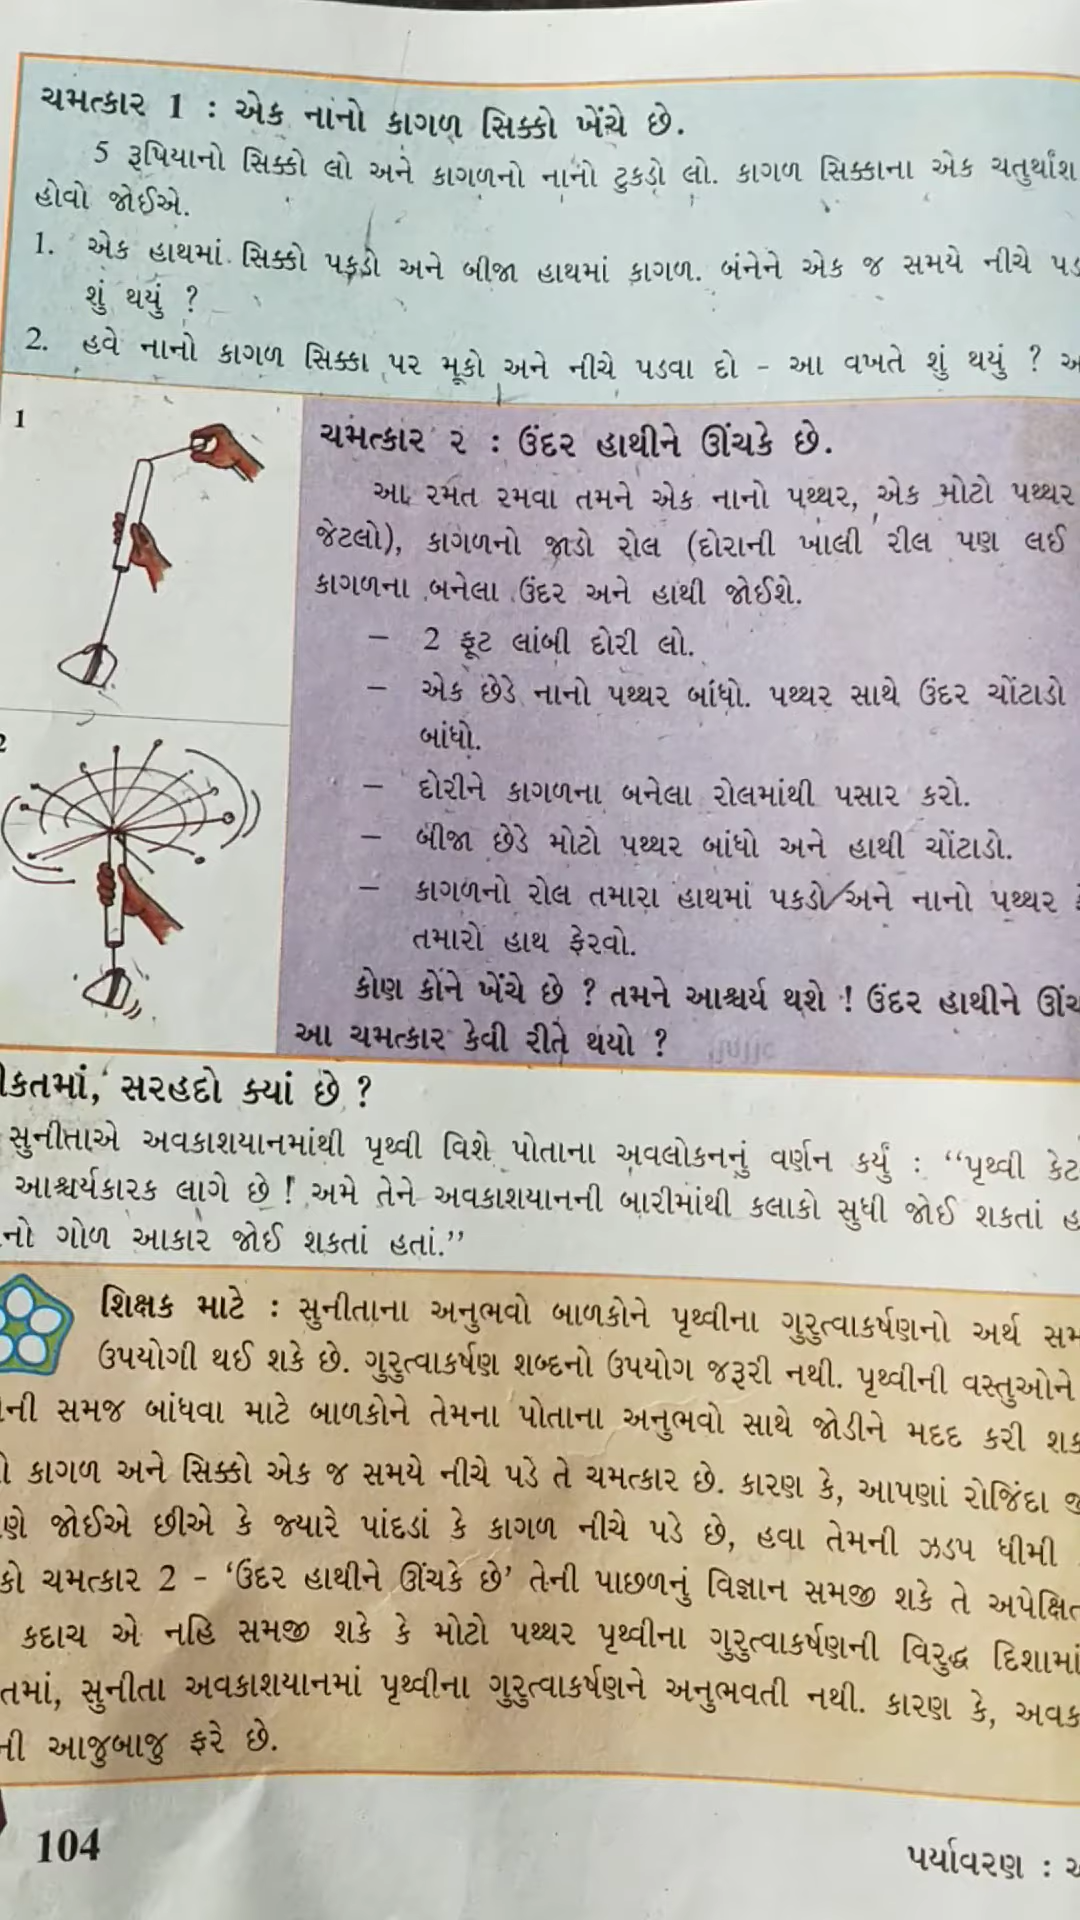 ચમત્કાર 1 : એક નાનો કાગળ સિક્કો ખેંચે છે.
5 રૂપિયાનો સિક્કો લો અને કાગળનો નાનો ટુકડો લો. કાગળ સિક્કાના એક ચતુર્થાંશ
હોવો જોઈએ.
1. એક હાથમાં સિક્કો પકડો અને બીજા હાથમાં કાગળ. બંનેને એક જ સમયે નીચે
શું થયું ?
2. હવે નાનો કાગળ સિક્કા પર મૂકો અને નીચે પડવા દો - આ વખતે શું થયું ?
1
ચમત્કાર ૨ : ઉંદર હાથીને ઊંચકે છે.
આ રમત રમવા તમને એક નાનો પથ્થર, એક મોટો પથ્થર
જેટલો), કાગળનો જાડો રોલ (દોરાની ખાલી રીલ પણ લઈ
કાગળના બનેલા ઉંદર અને હાથી જોઈશે.
– 2 ફૂટ લાંબી દોરી લો.
– એક છેડે નાનો પથ્થર બાંધો. પથ્થર સાથે ઉંદર ચોંટાડો
બાંધો.
– દોરીને કાગળના બનેલા રોલમાંથી પસાર કરો.
– બીજા છેડે મોટો પથ્થર બાંધો અને હાથી ચોંટાડો.
– કાગળનો રોલ તમારા હાથમાં પકડો અને નાનો પથ્થર
તમારો હાથ ફેરવો.
કોણ કોને ખેંચે છે ? તમને આશ્ચર્ય થશે ! ઉંદર હાથીને
આ ચમત્કાર કેવી રીતે થયો ?
2
સરહદો ક્યાં છે ?
સુનીતાએ અવકાશયાનમાંથી પૃથ્વી વિશે પોતાના અવલોકનનું વર્ણન કર્યું : “પૃથ્વી
આશ્ચર્યકારક લાગે છે ! અમે તેને અવકાશયાનની બારીમાંથી કલાકો સુધી જોઈ શકતાં
ગોળ આકાર જોઈ શકતાં હતાં.”
શિક્ષક માટે : સુનીતાના અનુભવો બાળકોને પૃથ્વીના ગુરુત્વાકર્ષણનો અર્થ
ઉપયોગી થઈ શકે છે. ગુરુત્વાકર્ષણ શબ્દનો ઉપયોગ જરૂરી નથી. પૃથ્વીની વસ્તુઓને
સમજ બાંધવા માટે બાળકોને તેમના પોતાના અનુભવો સાથે જોડીને મદદ કરી
કાગળ અને સિક્કો એક જ સમયે નીચે પડે તે ચમત્કાર છે. કારણ કે, આપણાં રોજિંદા
જોઈએ છીએ કે જ્યારે પાંદડાં કે કાગળ નીચે પડે છે, હવા તેમની ઝડપ ધીમી
ચમત્કાર 2 - ‘ઉંદર હાથીને ઊંચકે છે’ તેની પાછળનું વિજ્ઞાન સમજી શકે તે
કદાચ એ નહિ સમજી શકે કે મોટો પથ્થર પૃથ્વીના ગુરુત્વાકર્ષણની વિરુદ્ધ દિશામાં
સુનીતા અવકાશયાનમાં પૃથ્વીના ગુરુત્વાકર્ષણને અનુભવતી નથી. કારણ કે,
આજુબાજુ ફરે છે.
104
પર્યાવરણ :